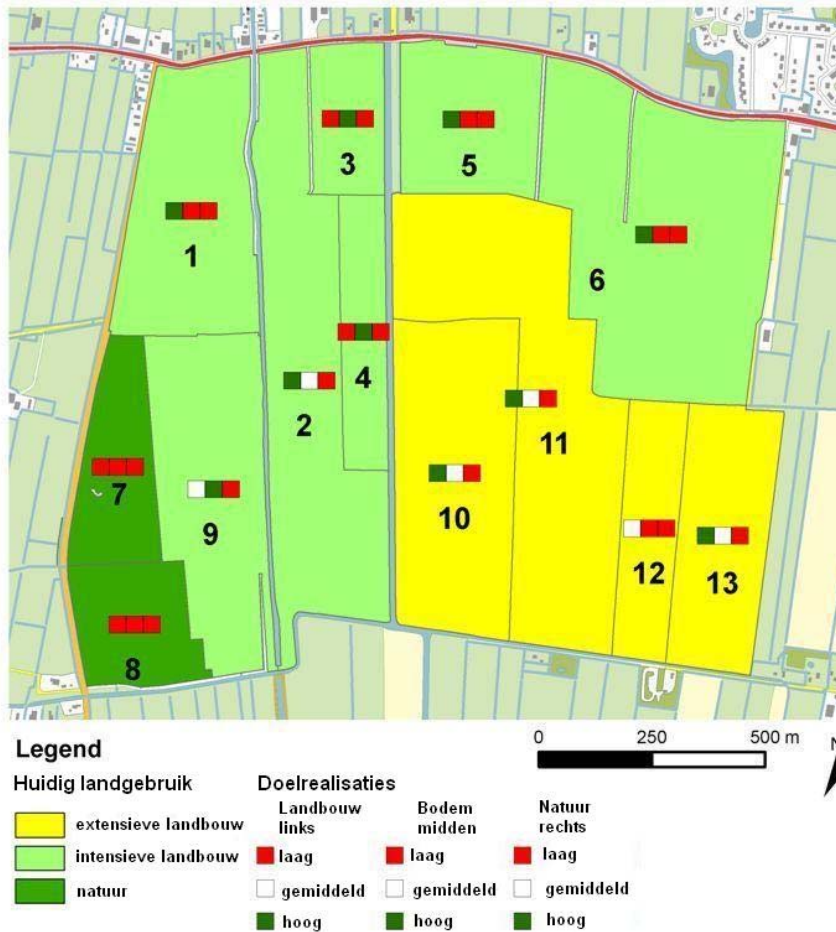 3
5
1
6
4
2
11
7
9
10
12
13
8
Legend
0 250 500 m
N
Huidig landgebruik
Doelrealisaties
Landbouw links
Bodem midden
Natuur rechts
extensieve landbouw
laag laag laag
intensieve landbouw
gemiddeld gemiddeld gemiddeld
natuur
hoog hoog hoog